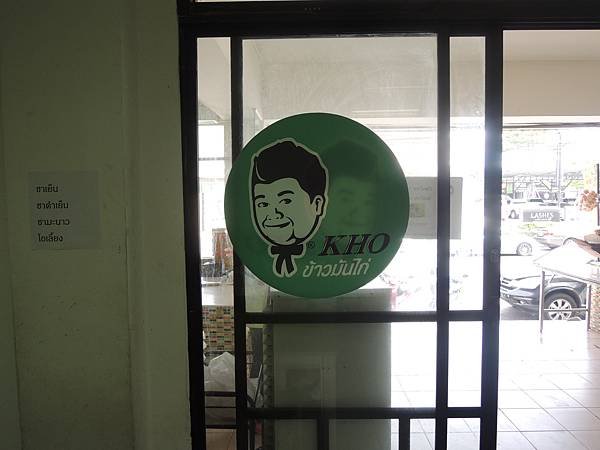 ชาเย็น
ชาดำเย็น
ชามะนาว
โอเลี้ยง
® KHO
ข้าวมันไก่
LASHES